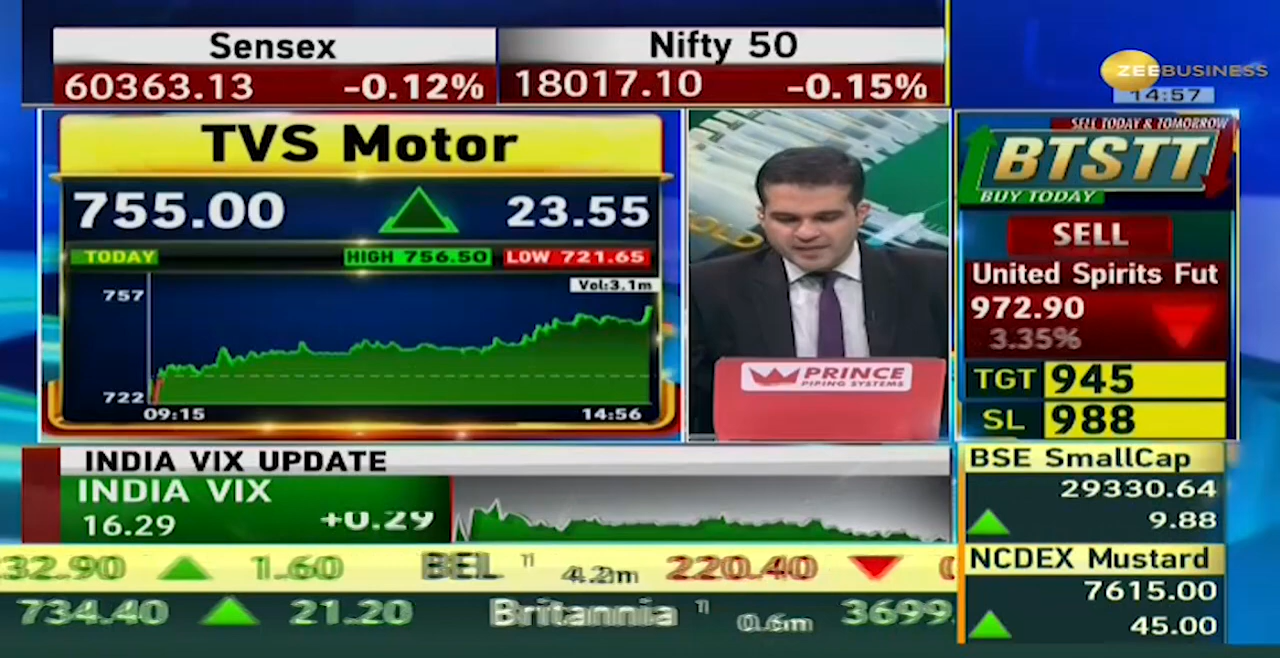 Sensex
60363.13 -0.12%
Nifty 50
18017.10 -0.15%
ZEEBUSINESS
14:57
TVS Motor
755.00 23.55
TODAY HIGH 756.50 LOW 721.65
Vol:3.1m
757
722
09:15 14:56
GOLD
PRINCE
PIPING SYSTEMS
SELL TODAY & TOMORROW
BTSTT
BUY TODAY
SELL
United Spirits Fut
972.90
3.35%
TGT 945
SL 988
INDIA VIX UPDATE
INDIA VIX
16.29 +0.29
BSE SmallCap
29330.64
9.88
NCDEX Mustard
7615.00
45.00
32.90 1.60 BEL 4.2m 220.40
734.40 21.20 Britannia 0.6m 3699